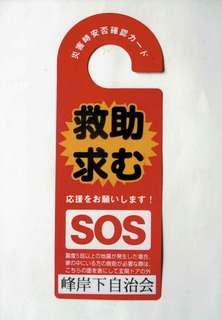 災害時安否確認カード
救助
求む
応援をお願いします!
SOS
震度5弱以上の地震が発生した場合、
家の中にいる方の救助が必要な際は、
こちらの面を表にして玄関ドアの外
峰岸下自治会